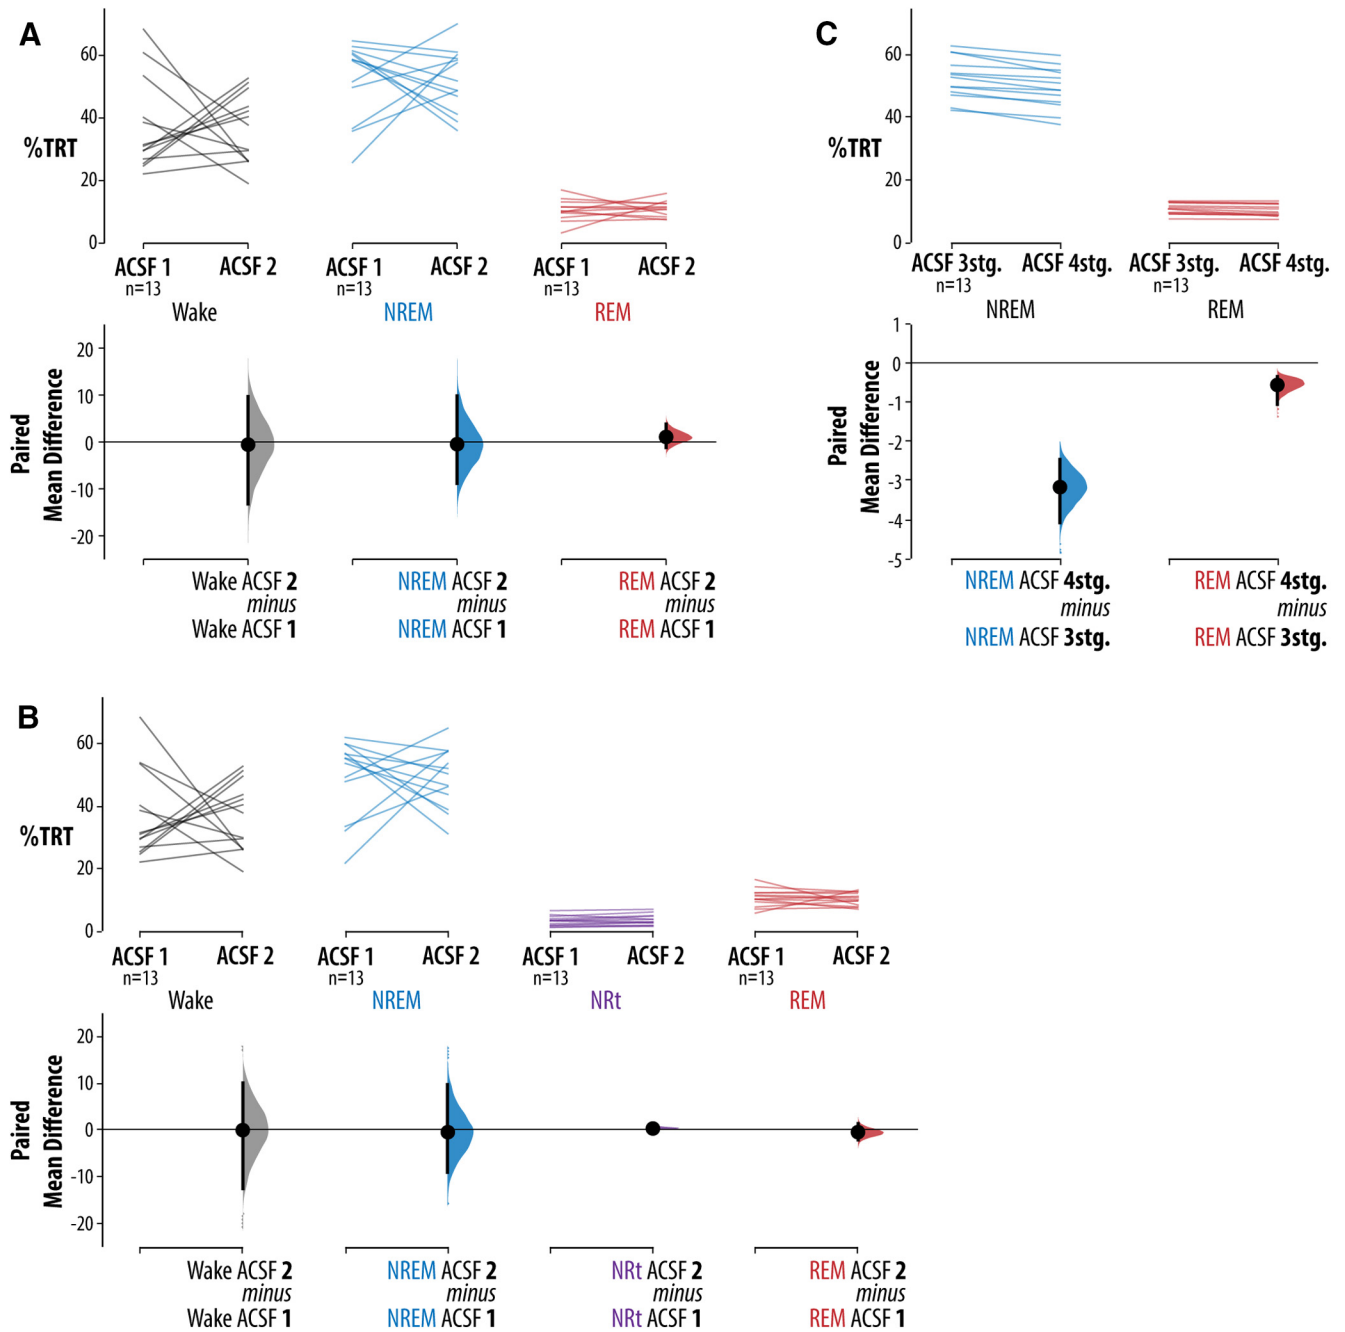 A
%TRT
60
40
20
0
ACSF 1 ACSF 2 ACSF 1 ACSF 2 ACSF 1 ACSF 2
n=13 n=13 n=13
Wake NREM REM
Paired
Mean Difference
20
10
0
-10
-20
Wake ACSF 2 NREM ACSF 2 REM ACSF 2
minus minus minus
Wake ACSF 1 NREM ACSF 1 REM ACSF 1
C
%TRT
60
40
20
0
ACSF 3stg. ACSF 4stg. ACSF 3stg. ACSF 4stg.
n=13 n=13
NREM REM
Paired
Mean Difference
1
0
-1
-2
-3
-4
-5
NREM ACSF 4stg. REM ACSF 4stg.
minus minus
NREM ACSF 3stg. REM ACSF 3stg.
B
%TRT
60
40
20
0
ACSF 1 ACSF 2 ACSF 1 ACSF 2 ACSF 1 ACSF 2 ACSF 1 ACSF 2
n=13 n=13 n=13 n=13
Wake NREM NRt REM
Paired
Mean Difference
20
10
0
-10
-20
Wake ACSF 2 NREM ACSF 2 NRt ACSF 2 REM ACSF 2
minus minus minus minus
Wake ACSF 1 NREM ACSF 1 NRt ACSF 1 REM ACSF 1